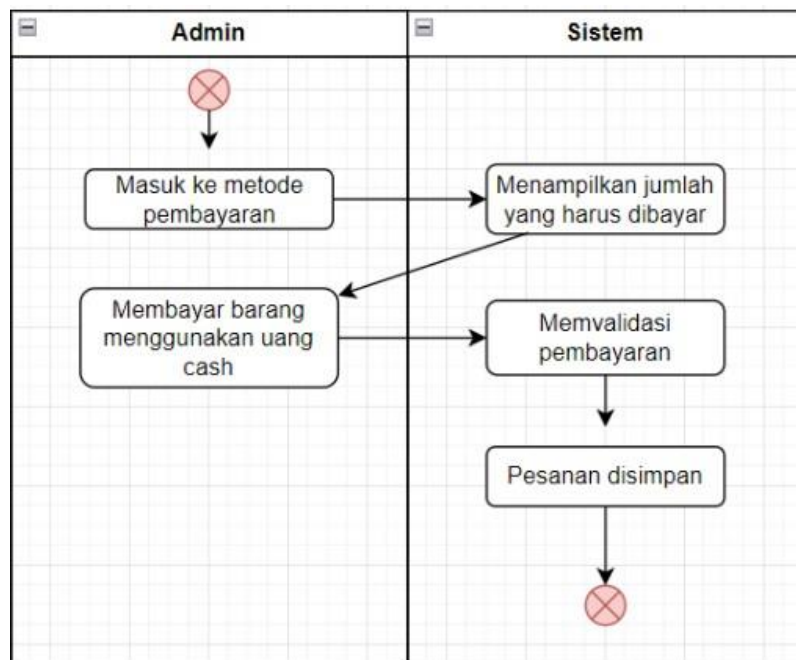 Admin
Sistem
Masuk ke metode
pembayaran
Menampilkan jumlah
yang harus dibayar
Membayar barang
menggunakan uang
cash
Memvalidasi
pembayaran
Pesanan disimpan